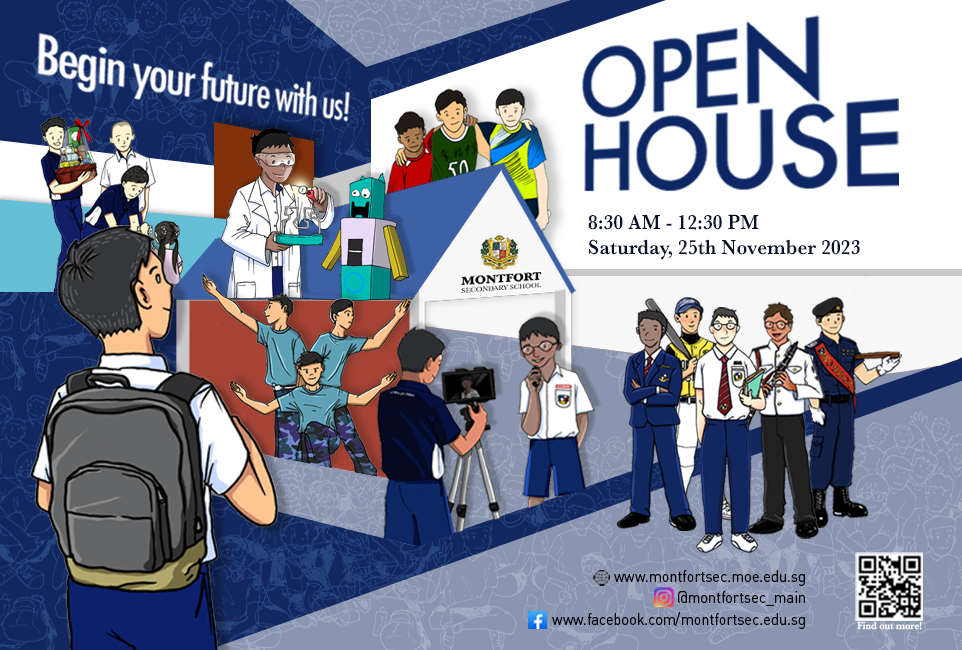 Begin your future with us!
OPEN
HOUSE
8:30 AM - 12:30 PM
Saturday, 25th November 2023
50
MONTFORT
SECONDARY SCHOOL
www.montfortsec.moe.edu.sg
@montfortsec_main
www.facebook.com/montfortsec.edu.sg
Find out more!